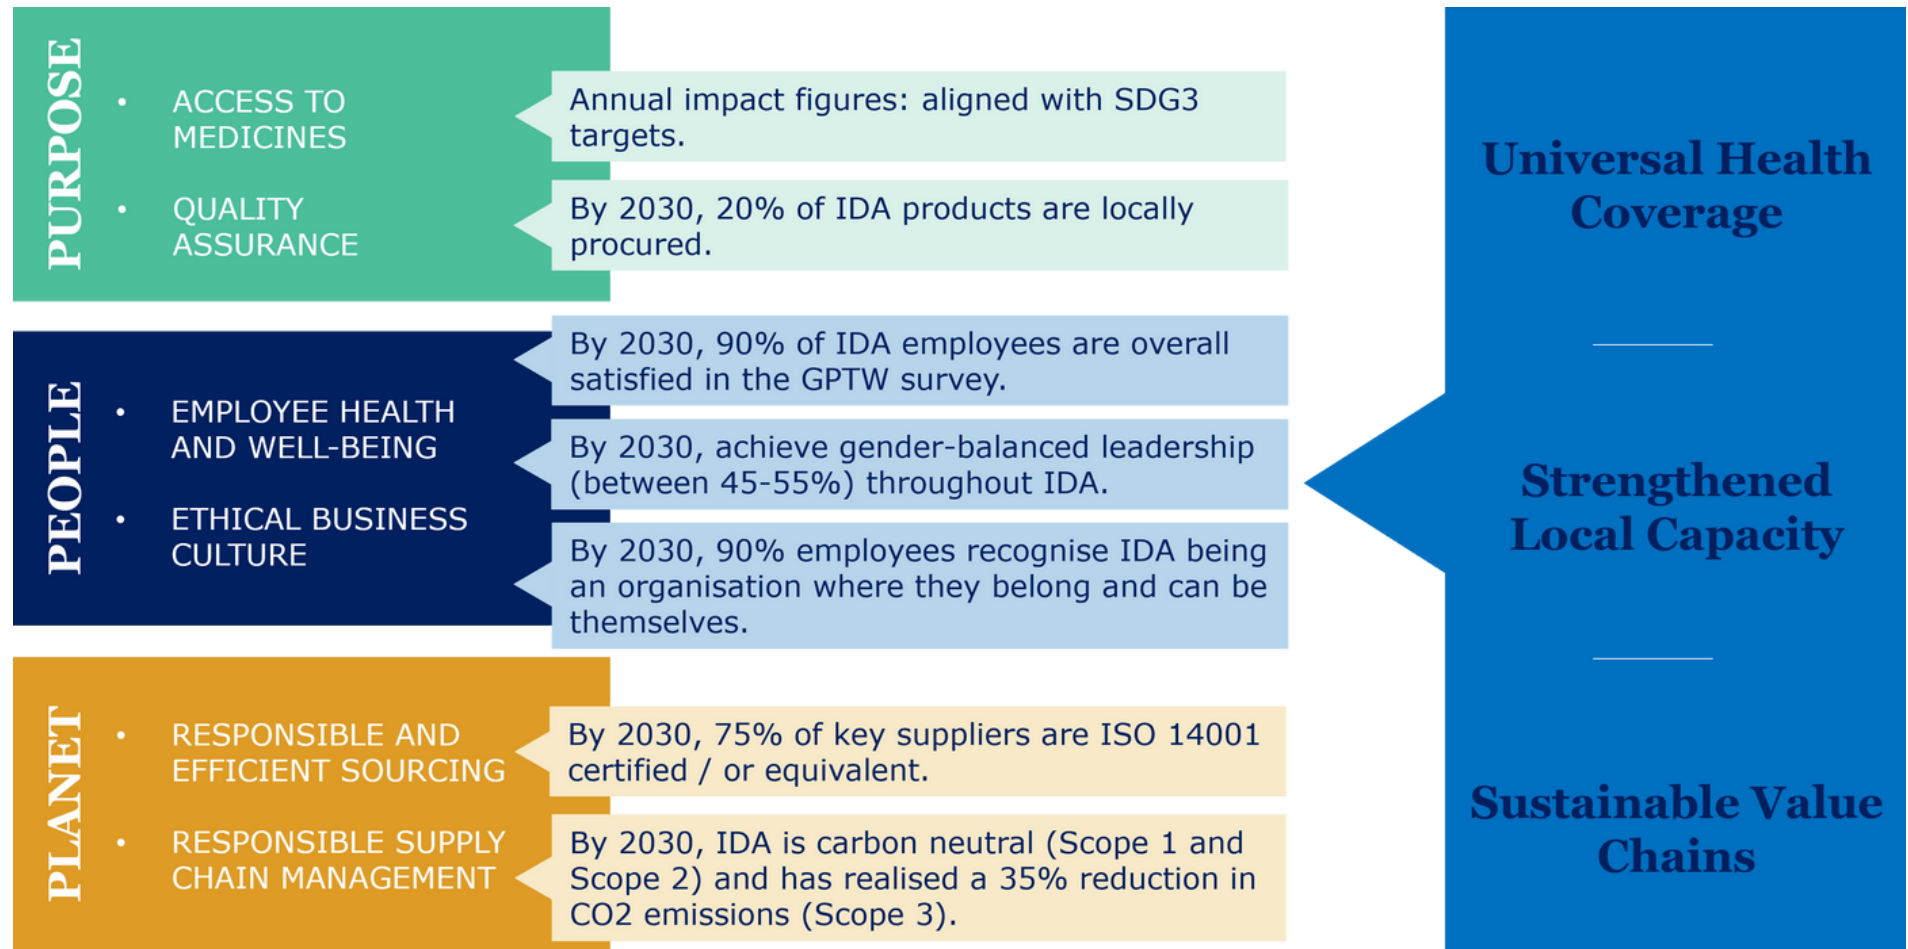 PURPOSE
• ACCESS TO
MEDICINES
• QUALITY
ASSURANCE
Annual impact figures: aligned with SDG3
targets.
By 2030, 20% of IDA products are locally
procured.
PEOPLE
• EMPLOYEE HEALTH
AND WELL-BEING
• ETHICAL BUSINESS
CULTURE
By 2030, 90% of IDA employees are overall
satisfied in the GPTW survey.
By 2030, achieve gender-balanced leadership
(between 45-55%) throughout IDA.
By 2030, 90% employees recognise IDA being
an organisation where they belong and can be
themselves.
PLANET
• RESPONSIBLE AND
EFFICIENT SOURCING
• RESPONSIBLE SUPPLY
CHAIN MANAGEMENT
By 2030, 75% of key suppliers are ISO 14001
certified / or equivalent.
By 2030, IDA is carbon neutral (Scope 1 and
Scope 2) and has realised a 35% reduction in
CO2 emissions (Scope 3).
Universal Health
Coverage
Strengthened
Local Capacity
Sustainable Value
Chains